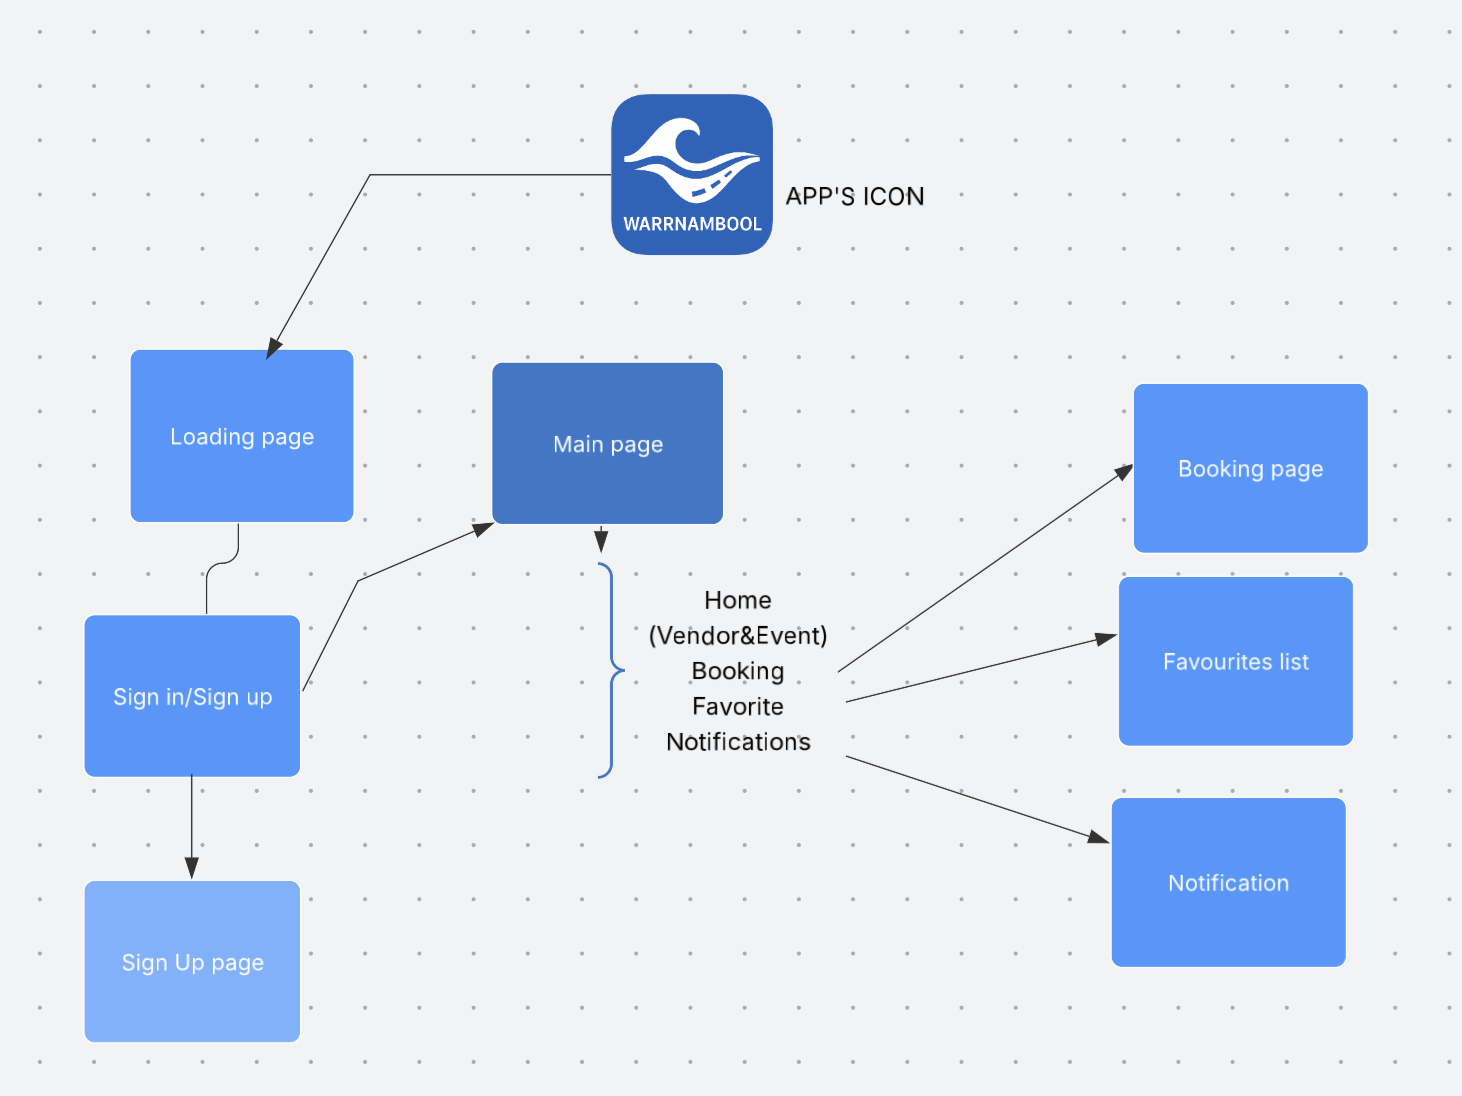 WARRNAMBOOL
APP'S ICON
Loading page
Main page
Booking page
Home
(Vendor&Event)
Booking
Favorite
Notifications
Favourites list
Sign in/Sign up
Notification
Sign Up page